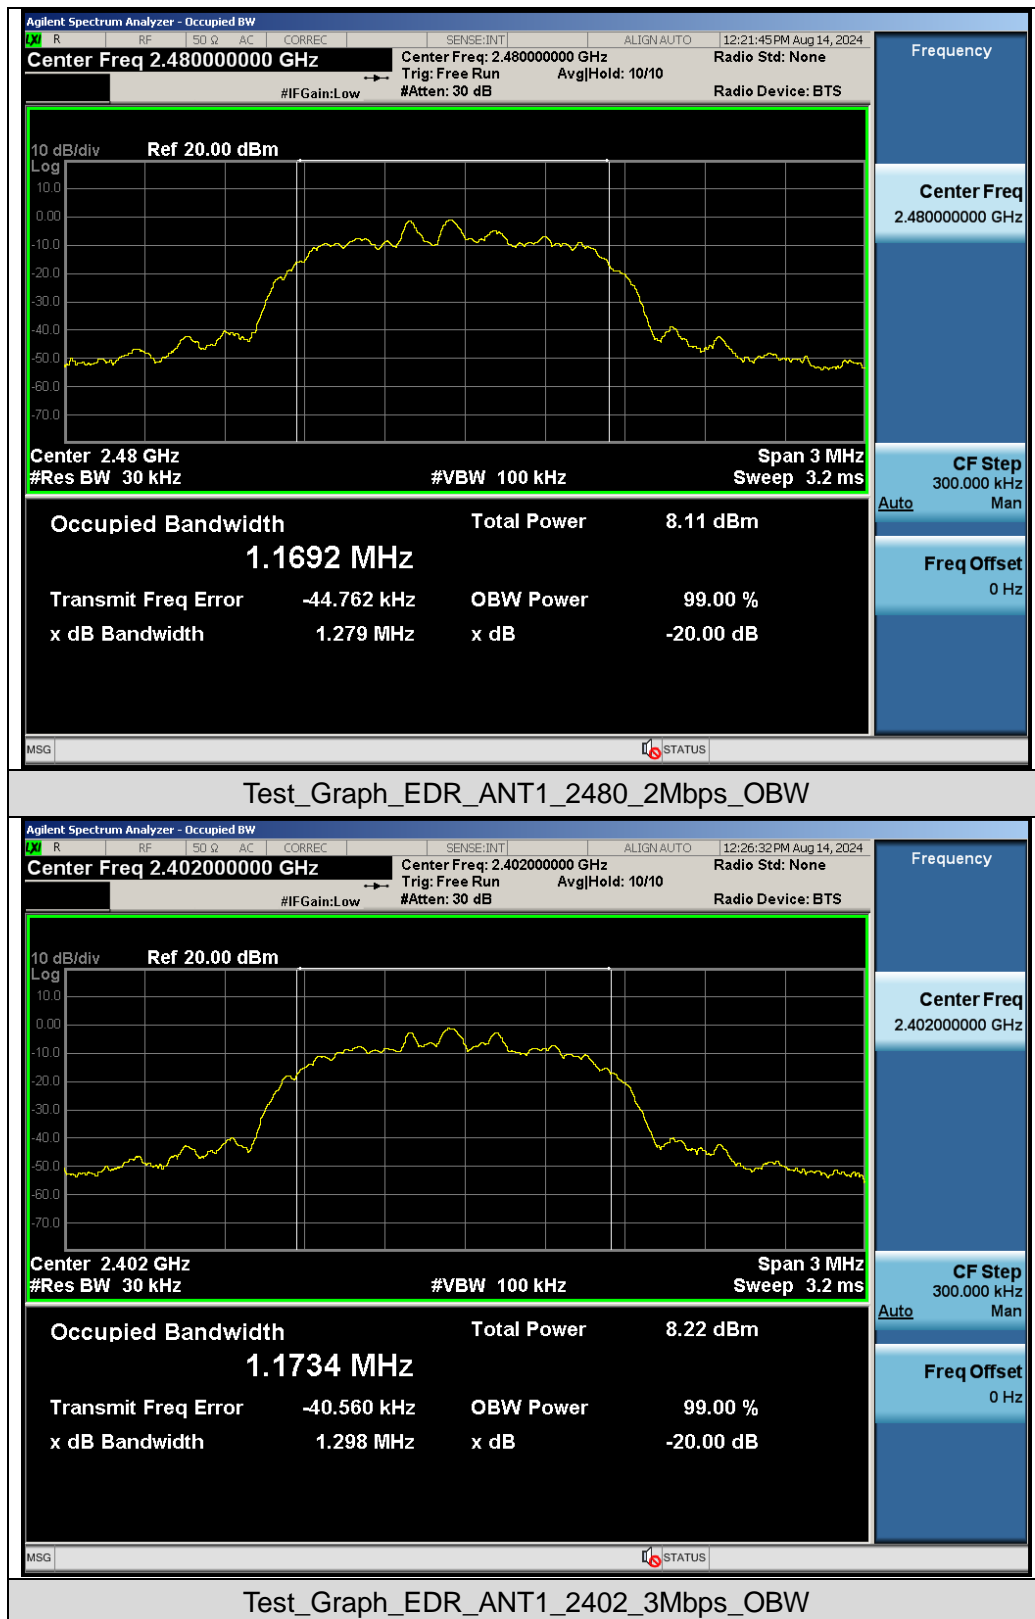 Agilent Spectrum Analyzer - Occupied BW
LXI R RF 50 Ω AC CORREC SENSE:INT ALIGN AUTO 12:21:45 PM Aug 14, 2024
Center Freq 2.480000000 GHz
Center Freq: 2.480000000 GHz Radio Std: None
Trig: Free Run Avg|Hold: 10/10
#IFGain:Low #Atten: 30 dB Radio Device: BTS
10 dB/div Ref 20.00 dBm
Log
10.0
0.00
-10.0
-20.0
-30.0
-40.0
-50.0
-60.0
-70.0
Center 2.48 GHz Span 3 MHz
#Res BW 30 kHz #VBW 100 kHz Sweep 3.2 ms
Occupied Bandwidth Total Power 8.11 dBm
1.1692 MHz
Transmit Freq Error -44.762 kHz OBW Power 99.00 %
x dB Bandwidth 1.279 MHz x dB -20.00 dB
MSG STATUS
Frequency
Center Freq
2.480000000 GHz
CF Step
300.000 kHz
Auto Man
Freq Offset
0 Hz
Test_Graph_EDR_ANT1_2480_2Mbps_OBW
Agilent Spectrum Analyzer - Occupied BW
LXI R RF 50 Ω AC CORREC SENSE:INT ALIGN AUTO 12:26:32 PM Aug 14, 2024
Center Freq 2.402000000 GHz
Center Freq: 2.402000000 GHz Radio Std: None
Trig: Free Run Avg|Hold: 10/10
#IFGain:Low #Atten: 30 dB Radio Device: BTS
10 dB/div Ref 20.00 dBm
Log
10.0
0.00
-10.0
-20.0
-30.0
-40.0
-50.0
-60.0
-70.0
Center 2.402 GHz Span 3 MHz
#Res BW 30 kHz #VBW 100 kHz Sweep 3.2 ms
Occupied Bandwidth Total Power 8.22 dBm
1.1734 MHz
Transmit Freq Error -40.560 kHz OBW Power 99.00 %
x dB Bandwidth 1.298 MHz x dB -20.00 dB
MSG STATUS
Frequency
Center Freq
2.402000000 GHz
CF Step
300.000 kHz
Auto Man
Freq Offset
0 Hz
Test_Graph_EDR_ANT1_2402_3Mbps_OBW